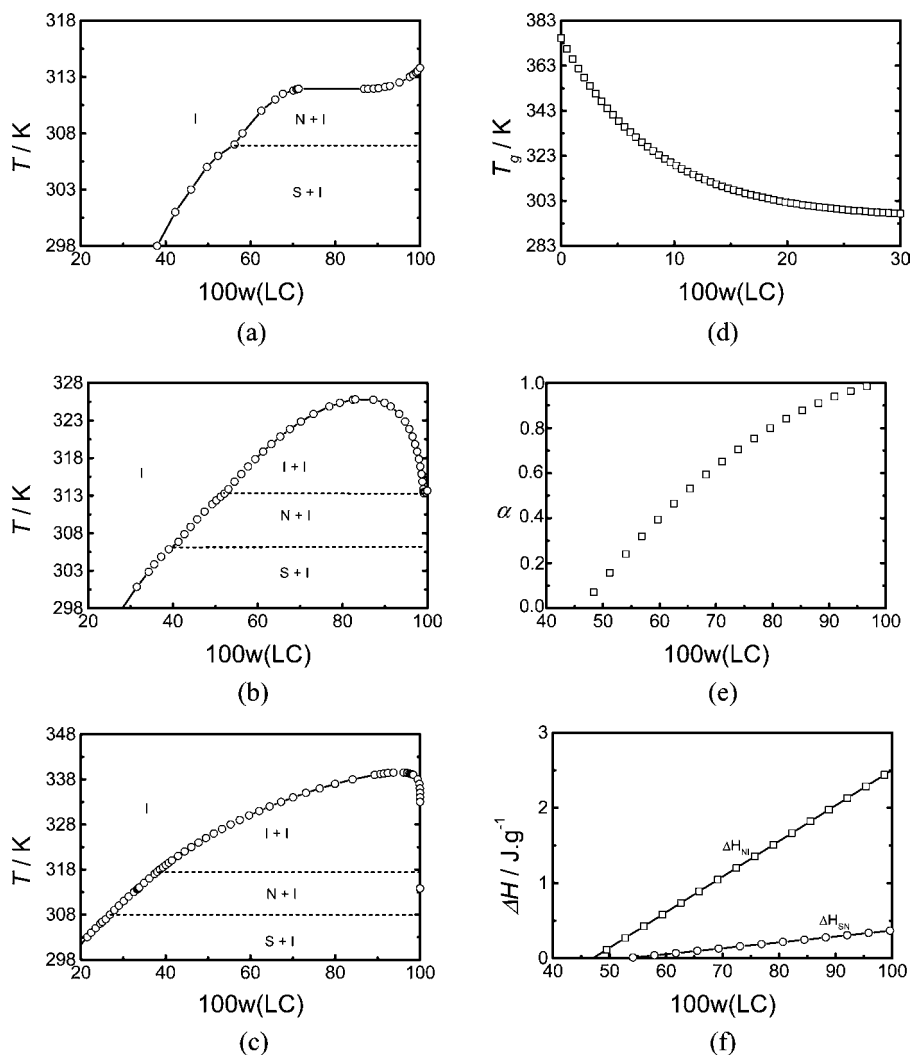 318
313
308
303
298
T / K
I
N + I
S + I
20 40 60 80 100
100w(LC)
(a)
383
363
343
323
303
283
T_g / K
0 10 20 30
100w(LC)
(d)
328
323
318
313
308
303
298
T / K
I
I + I
N + I
S + I
20 40 60 80 100
100w(LC)
(b)
1.0
0.8
0.6
0.4
0.2
0.0
α
40 50 60 70 80 90 100
100w(LC)
(e)
348
338
328
318
308
298
T / K
I
I + I
N + I
S + I
20 40 60 80 100
100w(LC)
(c)
3
2
1
0
ΔH / J.g⁻¹
ΔH_NI
ΔH_SN
40 50 60 70 80 90 100
100w(LC)
(f)